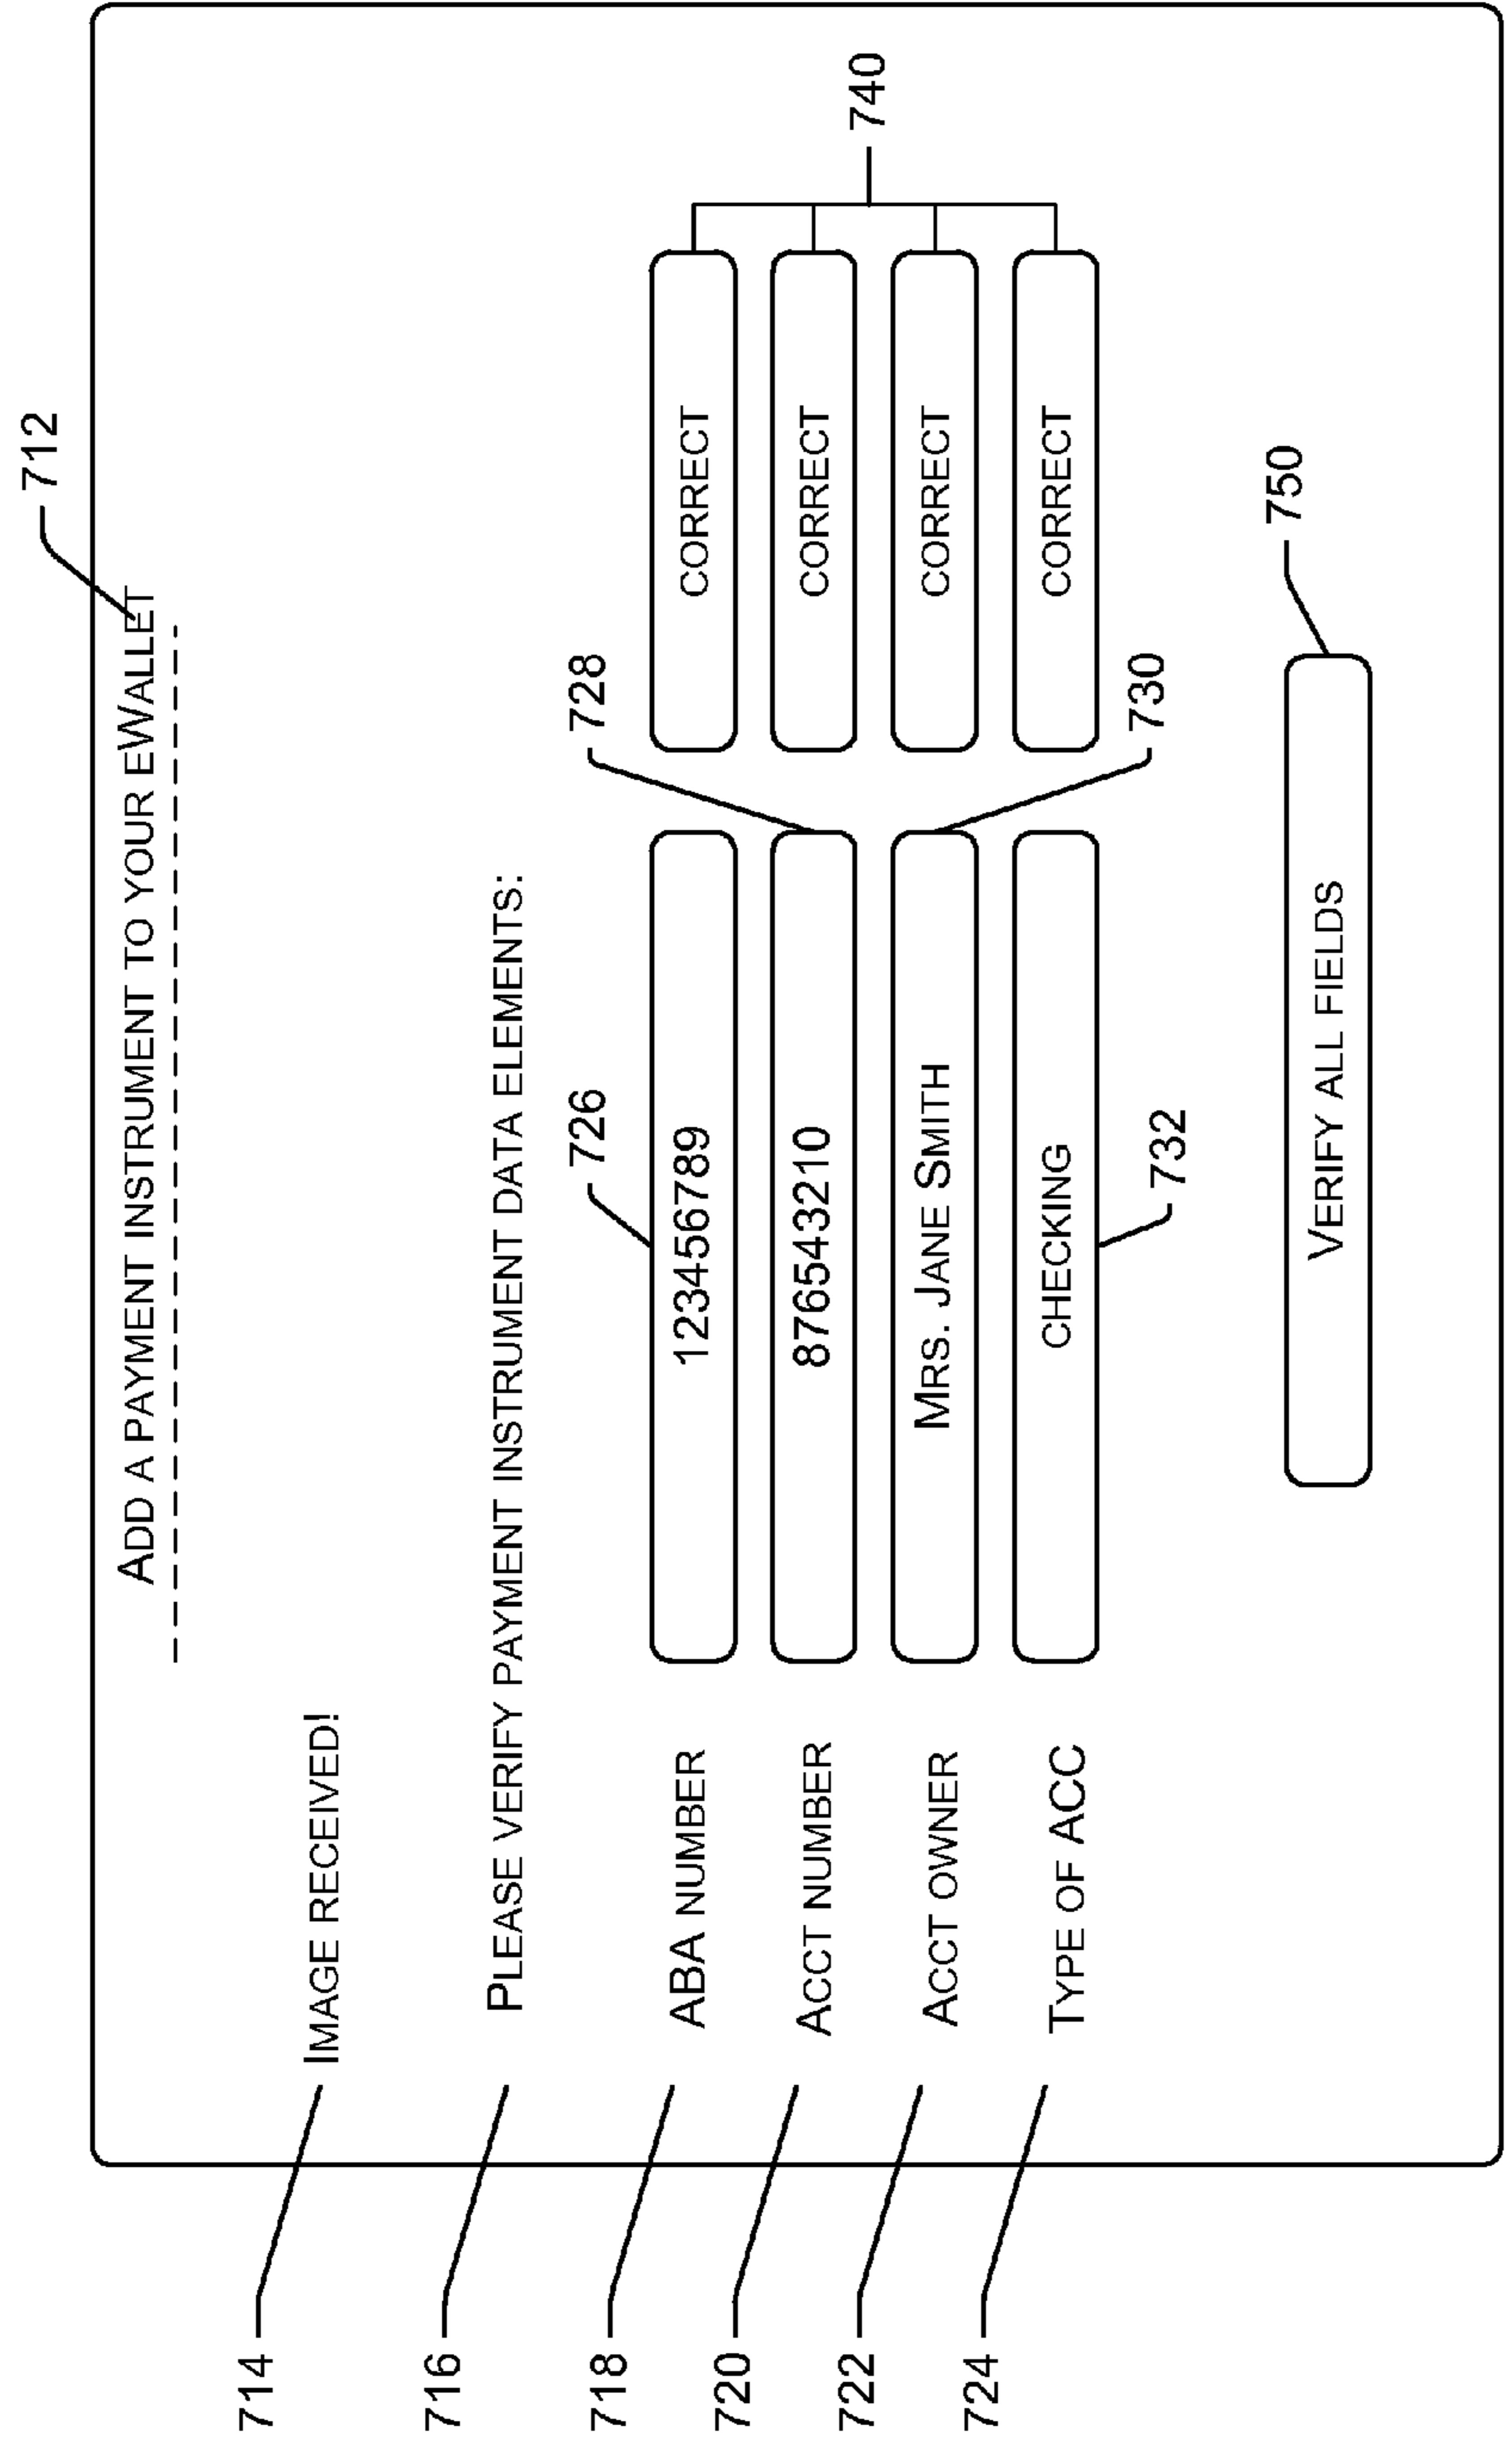 712
ADD A PAYMENT INSTRUMENT TO YOUR EWALLET
714 IMAGE RECEIVED!
716 PLEASE VERIFY PAYMENT INSTRUMENT DATA ELEMENTS:
726 728
718 ABA NUMBER 123456789 CORRECT
720 ACCT NUMBER 876543210 CORRECT
740
722 ACCT OWNER MRS. JANE SMITH CORRECT
724 TYPE OF ACC CHECKING CORRECT
732 730
750
VERIFY ALL FIELDS